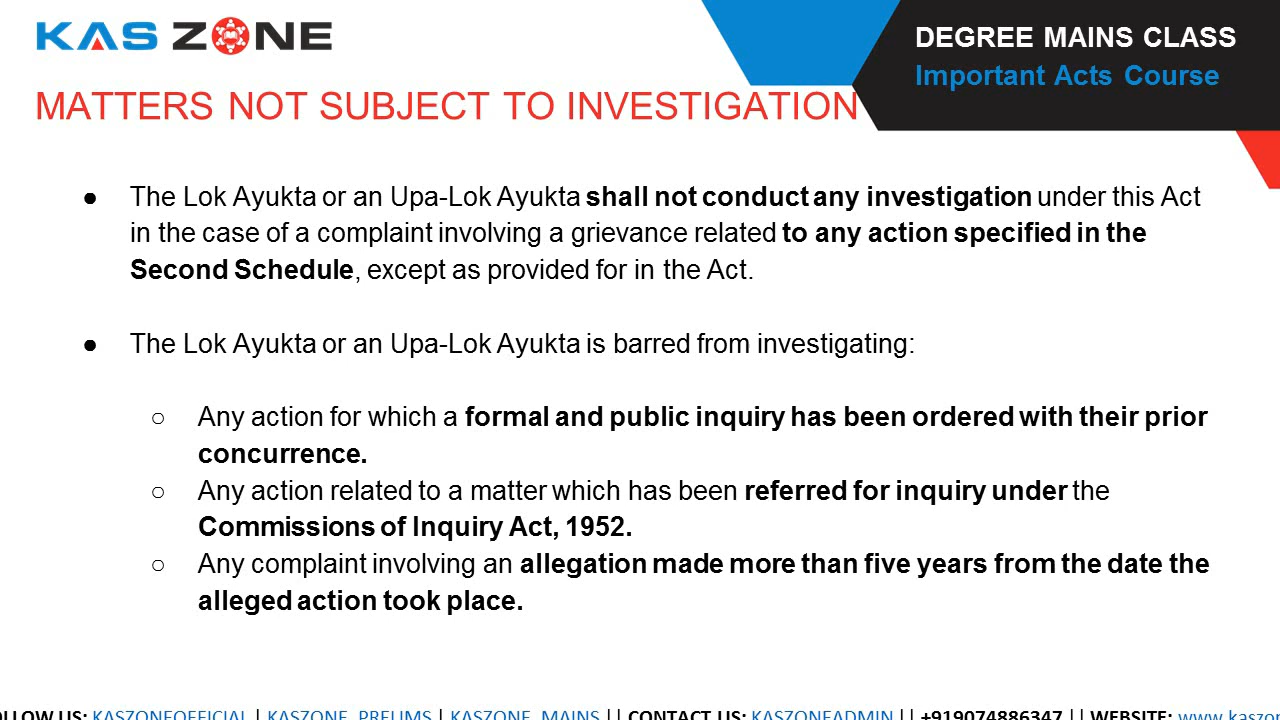 KAS ZONE
DEGREE MAINS CLASS
Important Acts Course
MATTERS NOT SUBJECT TO INVESTIGATION
● The Lok Ayukta or an Upa-Lok Ayukta shall not conduct any investigation under this Act
in the case of a complaint involving a grievance related to any action specified in the
Second Schedule, except as provided for in the Act.
● The Lok Ayukta or an Upa-Lok Ayukta is barred from investigating:
○ Any action for which a formal and public inquiry has been ordered with their prior
concurrence.
○ Any action related to a matter which has been referred for inquiry under the
Commissions of Inquiry Act, 1952.
○ Any complaint involving an allegation made more than five years from the date the
alleged action took place.
US: KASZONEOFFICIAL | KASZONE_PRELIMS | KASZONE_MAINS || CONTACT US: KASZONEADMIN || +919074886347 || WEBSITE: